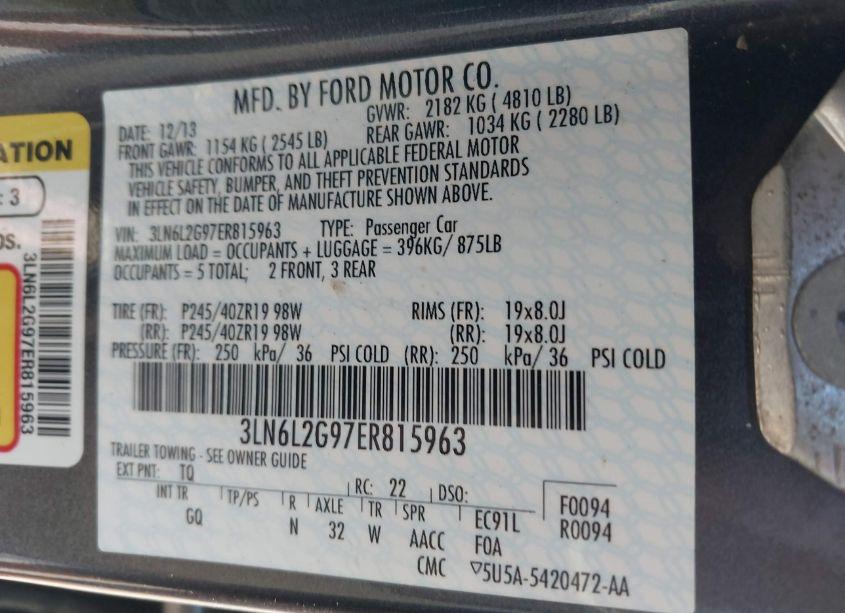 MFD. BY FORD MOTOR CO.
DATE: 12/13 GVWR: 2182 KG ( 4810 LB)
FRONT GAWR: 1154 KG ( 2545 LB) REAR GAWR: 1034 KG ( 2280 LB)
THIS VEHICLE CONFORMS TO ALL APPLICABLE FEDERAL MOTOR
VEHICLE SAFETY, BUMPER, AND THEFT PREVENTION STANDARDS
IN EFFECT ON THE DATE OF MANUFACTURE SHOWN ABOVE.
VIN: 3LN6L2G97ER815963 TYPE: Passenger Car
MAXIMUM LOAD = OCCUPANTS + LUGGAGE = 396KG/ 875LB
OCCUPANTS = 5 TOTAL; 2 FRONT, 3 REAR
TIRE (FR): P245/40ZR19 98W RIMS (FR): 19x8.0J
(RR): P245/40ZR19 98W (RR): 19x8.0J
PRESSURE (FR): 250 kPa/ 36 PSI COLD (RR): 250 kPa/ 36 PSI COLD
3LN6L2G97ER815963
TRAILER TOWING - SEE OWNER GUIDE
EXT PNT: TQ RC: 22 DSO:
INT TR TP/PS R AXLE TR SPR EC91L F0094
GQ N 32 W AACC FOA R0094
CMC ▽5U5A-5420472-AA
ATION
: 3
3LN6L2G97ER815963